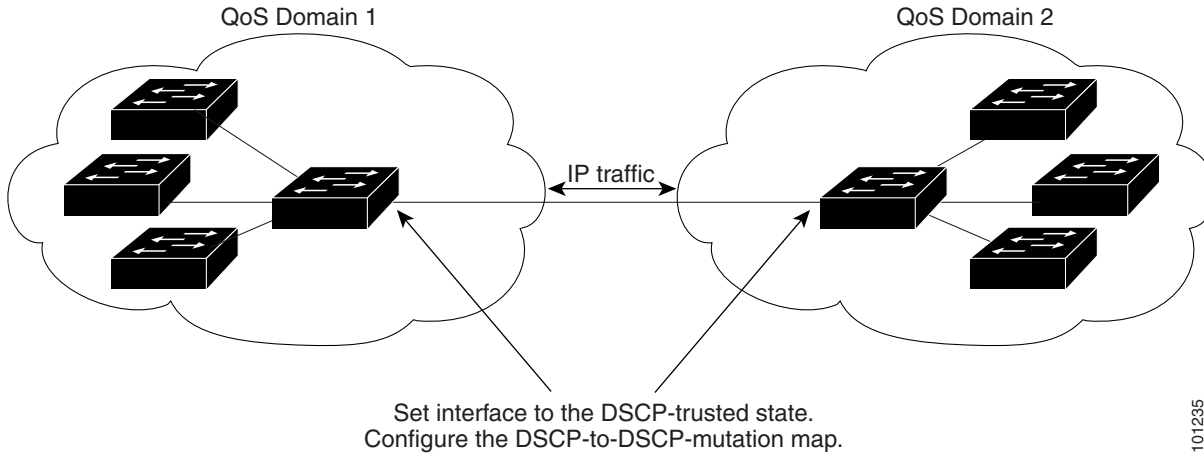 QoS Domain 1
QoS Domain 2
IP traffic
Set interface to the DSCP-trusted state.
Configure the DSCP-to-DSCP-mutation map.
101235